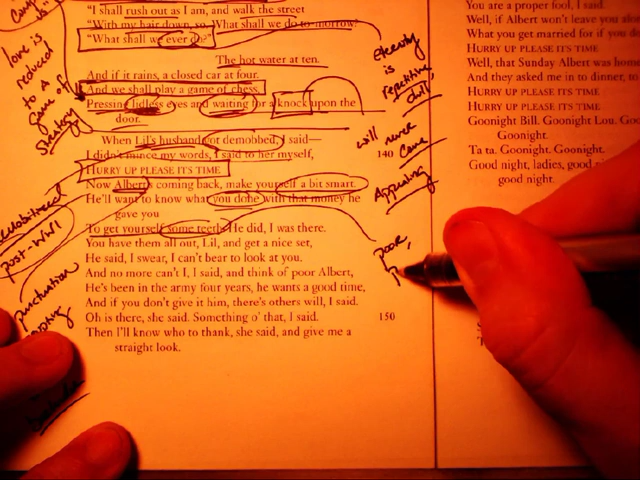 "I shall rush out as I am, and walk the street
"With my hair down, so. What shall we do to-morrow?
"What shall we ever do?"
The hot water at ten.
And if it rains, a closed car at four.
And we shall play a game of chess,
Pressing lidless eyes and waiting for a knock upon the
door.
When Lil's husband got demobbed, I said—
I didn't mince my words, I said to her myself,
140
HURRY UP PLEASE ITS TIME
Now Albert's coming back, make yourself a bit smart.
He'll want to know what you done with that money he
gave you
To get yourself some teeth. He did, I was there.
You have them all out, Lil, and get a nice set,
He said, I swear, I can't bear to look at you.
And no more can't I, I said, and think of poor Albert,
He's been in the army four years, he wants a good time,
And if you don't give it him, there's others will, I said.
Oh is there, she said. Something o' that, I said.
150
Then I'll know who to thank, she said, and give me a
straight look.
love is
reduced
to a
game of
strategy
post-WWII
punctuation
eternity
is
repetitive,
dull,
will never
poor,
You are a proper fool, I said.
Well, if Albert won't leave you
What you get married for if you
HURRY UP PLEASE ITS TIME
Well, that Sunday Albert was
And they asked me in to dinner, to
HURRY UP PLEASE ITS TIME
HURRY UP PLEASE ITS TIME
Goonight Bill. Goonight Lou.
Goonight.
Ta ta. Goonight. Goonight.
Good night, ladies, good
good night.